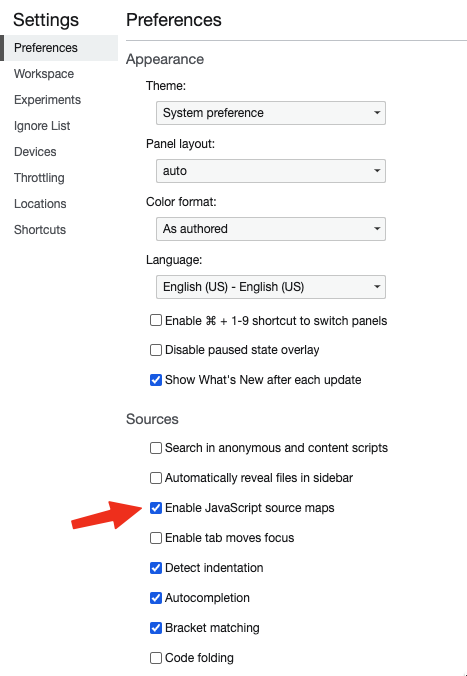 Settings
Preferences
Workspace
Experiments
Ignore List
Devices
Throttling
Locations
Shortcuts
Preferences
Appearance
Theme:
System preference
Panel layout:
auto
Color format:
As authored
Language:
English (US) - English (US)
Enable ⌘ + 1-9 shortcut to switch panels
Disable paused state overlay
Show What's New after each update
Sources
Search in anonymous and content scripts
Automatically reveal files in sidebar
Enable JavaScript source maps
Enable tab moves focus
Detect indentation
Autocompletion
Bracket matching
Code folding